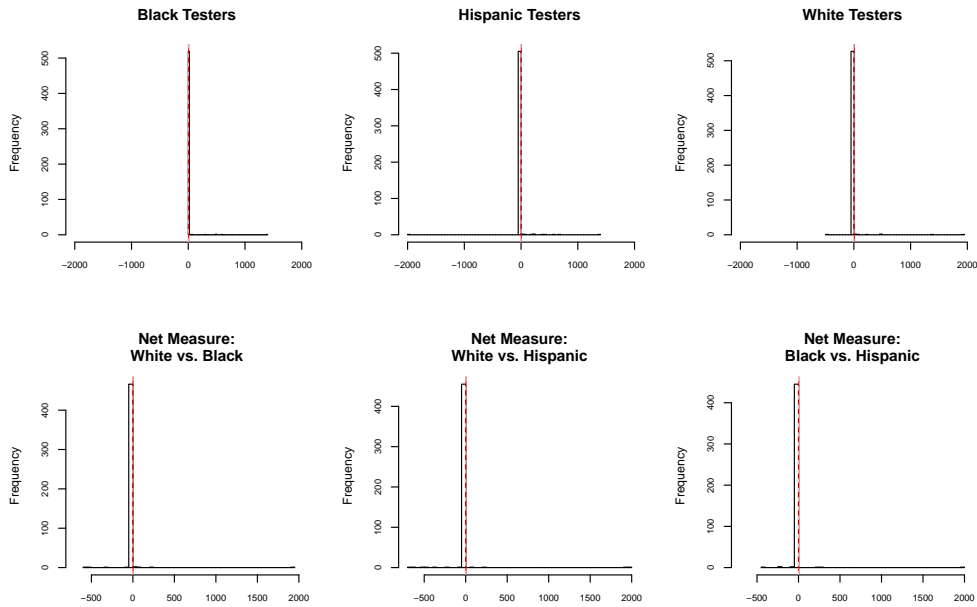 Black Testers
Frequency
0 100 200 300 400 500
−2000 −1000 0 1000 2000
Hispanic Testers
Frequency
0 100 200 300 400 500
−2000 −1000 0 1000 2000
White Testers
Frequency
0 100 200 300 400 500
−2000 −1000 0 1000 2000
Net Measure:
White vs. Black
Frequency
0 100 200 300 400
−500 0 500 1000 1500 2000
Net Measure:
White vs. Hispanic
Frequency
0 100 200 300 400
−500 0 500 1000 1500 2000
Net Measure:
Black vs. Hispanic
Frequency
0 100 200 300 400
−500 0 500 1000 1500 2000